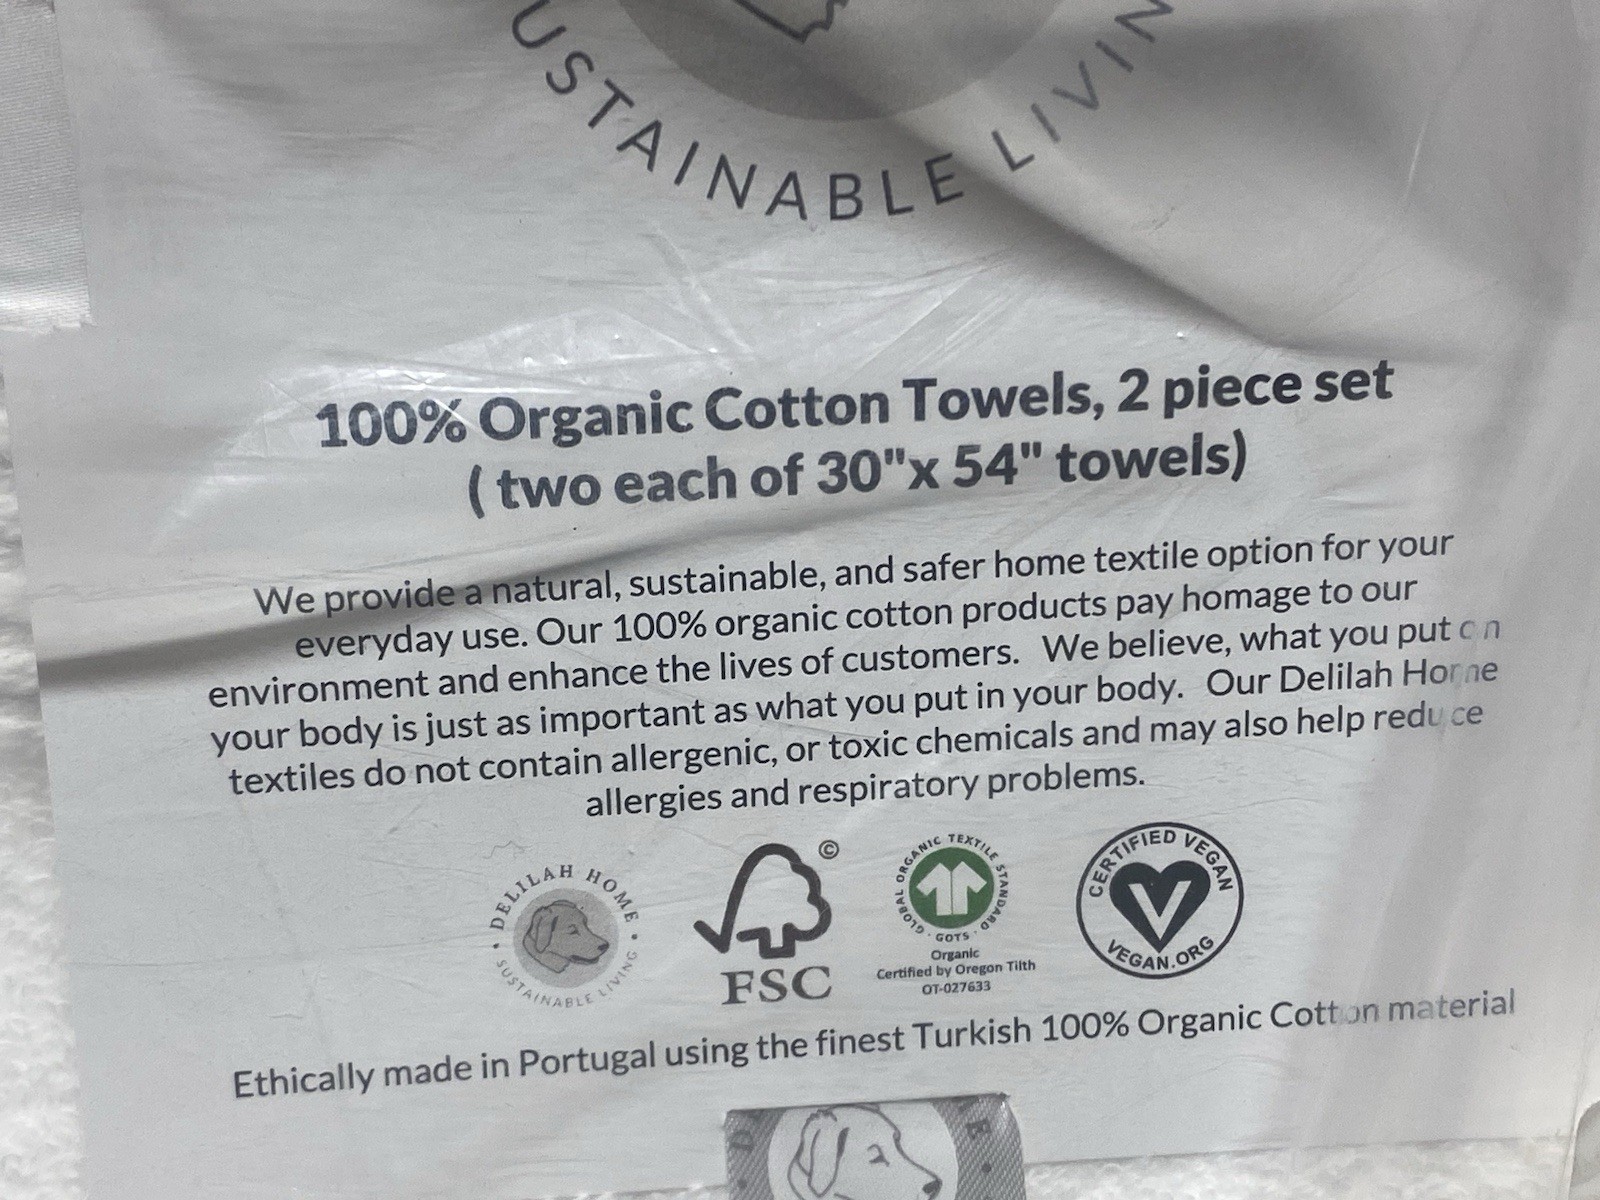 USTAINABLE LIVIN
100% Organic Cotton Towels, 2 piece set
( two each of 30"x 54" towels)
We provide a natural, sustainable, and safer home textile option for your
everyday use. Our 100% organic cotton products pay homage to our
environment and enhance the lives of customers. We believe, what you put on
your body is just as important as what you put in your body. Our Delilah Home
textiles do not contain allergenic, or toxic chemicals and may also help reduce
allergies and respiratory problems.
• DELILAH HOME •
SUSTAINABLE LIVING
©
FSC
GLOBAL ORGANIC TEXTILE STANDARD
· GOTS ·
Organic
Certified by Oregon Tilth
OT-027633
CERTIFIED VEGAN
V
VEGAN.ORG
Ethically made in Portugal using the finest Turkish 100% Organic Cotton material
D
E •